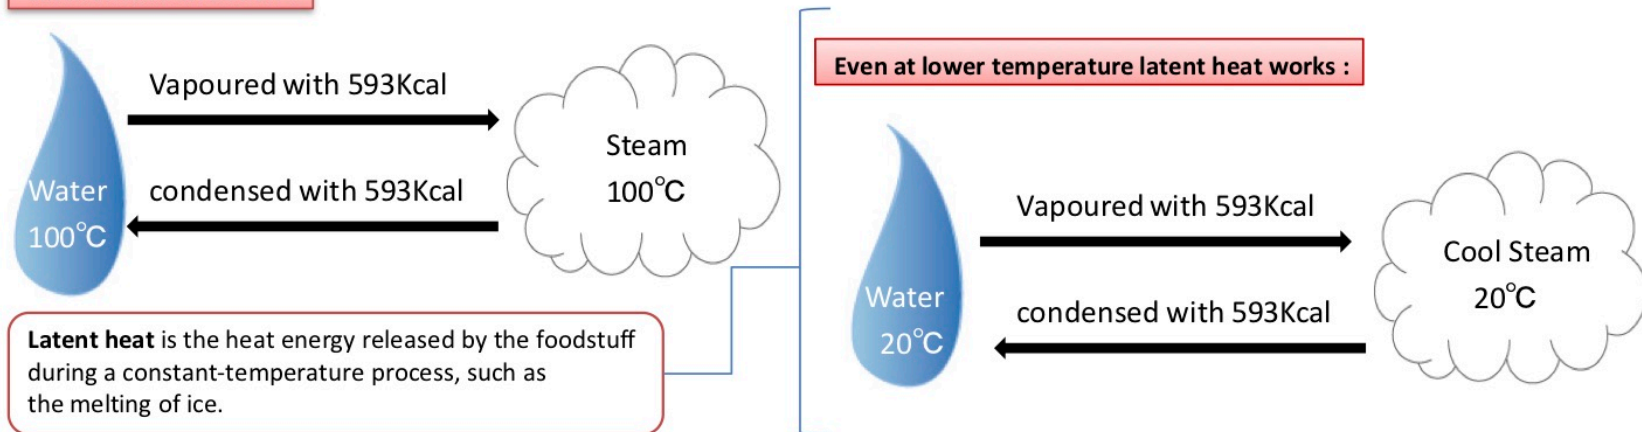 Vapoured with 593Kcal
Steam
100℃
condensed with 593Kcal
Water
100℃
Latent heat is the heat energy released by the foodstuff
during a constant-temperature process, such as
the melting of ice.
Even at lower temperature latent heat works :
Vapoured with 593Kcal
Cool Steam
20℃
condensed with 593Kcal
Water
20℃